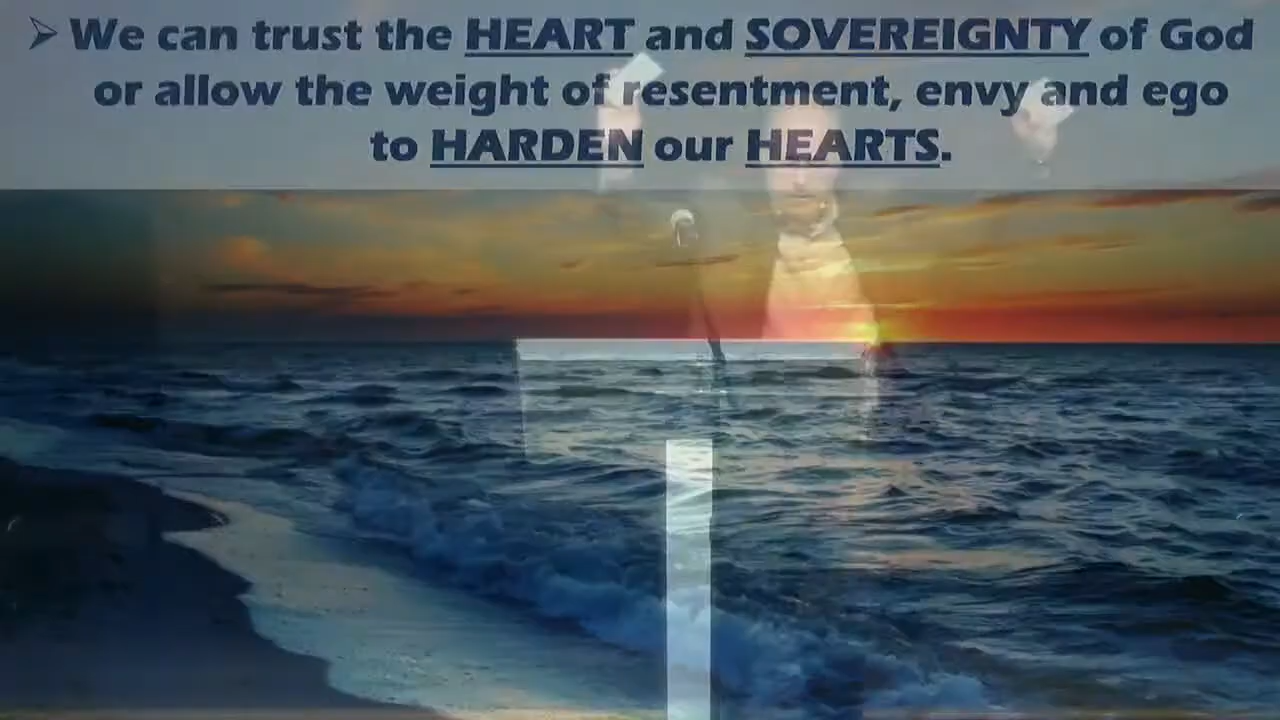 ➢ We can trust the HEART and SOVEREIGNTY of God
or allow the weight of resentment, envy and ego
to HARDEN our HEARTS.